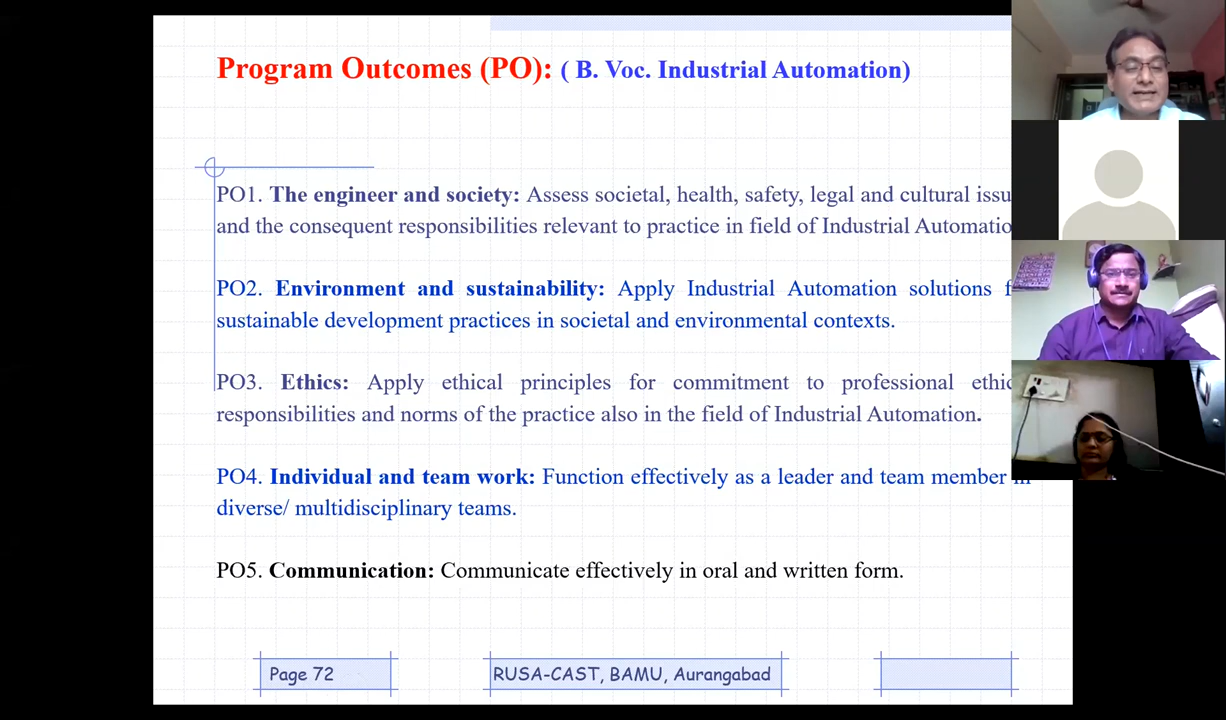 Program Outcomes (PO): ( B. Voc. Industrial Automation)
PO1. The engineer and society: Assess societal, health, safety, legal and cultural issu
and the consequent responsibilities relevant to practice in field of Industrial Automatio
PO2. Environment and sustainability: Apply Industrial Automation solutions f
sustainable development practices in societal and environmental contexts.
PO3. Ethics: Apply ethical principles for commitment to professional ethic
responsibilities and norms of the practice also in the field of Industrial Automation.
PO4. Individual and team work: Function effectively as a leader and team member in
diverse/ multidisciplinary teams.
PO5. Communication: Communicate effectively in oral and written form.
Page 72
RUSA-CAST, BAMU, Aurangabad